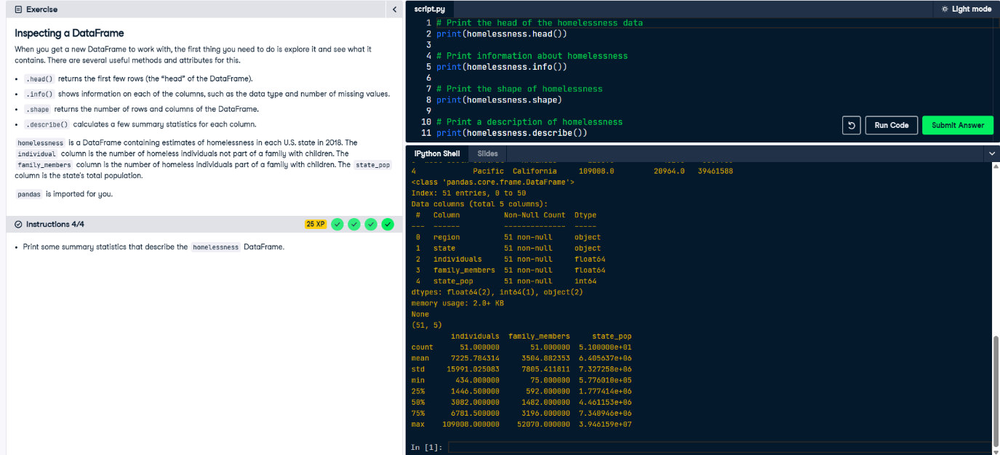 Exercise
Inspecting a DataFrame
When you get a new DataFrame to work with, the first thing you need to do is explore it and see what it
contains. There are several useful methods and attributes for this.
• .head() returns the first few rows (the “head” of the DataFrame).
• .info() shows information on each of the columns, such as the data type and number of missing values.
• .shape returns the number of rows and columns of the DataFrame.
• .describe() calculates a few summary statistics for each column.
homelessness is a DataFrame containing estimates of homelessness in each U.S. state in 2018. The
individual column is the number of homeless individuals not part of a family with children. The
family_members column is the number of homeless individuals part of a family with children. The state_pop
column is the state's total population.
pandas is imported for you.
Instructions 4/4
25 XP
• Print some summary statistics that describe the homelessness DataFrame.
script.py
Light mode
1 # Print the head of the homelessness data
2 print(homelessness.head())
3
4 # Print information about homelessness
5 print(homelessness.info())
6
7 # Print the shape of homelessness
8 print(homelessness.shape)
9
10 # Print a description of homelessness
11 print(homelessness.describe())
Run Code
Submit Answer
IPython Shell
Slides
4 Pacific California 109008.0 20964.0 39461588
<class 'pandas.core.frame.DataFrame'>
Index: 51 entries, 0 to 50
Data columns (total 5 columns):
# Column Non-Null Count Dtype
--- ------ -------------- -----
0 region 51 non-null object
1 state 51 non-null object
2 individuals 51 non-null float64
3 family_members 51 non-null float64
4 state_pop 51 non-null int64
dtypes: float64(2), int64(1), object(2)
memory usage: 2.0+ KB
None
(51, 5)
individuals family_members state_pop
count 51.000000 51.000000 5.100000e+01
mean 7225.784314 3504.882353 6.405637e+06
std 15991.025083 7805.411811 7.327258e+06
min 434.000000 75.000000 5.776010e+05
25% 1446.500000 592.000000 1.777414e+06
50% 3082.000000 1482.000000 4.461153e+06
75% 6781.500000 3196.000000 7.340946e+06
max 109008.000000 52070.000000 3.946159e+07
In [1]: